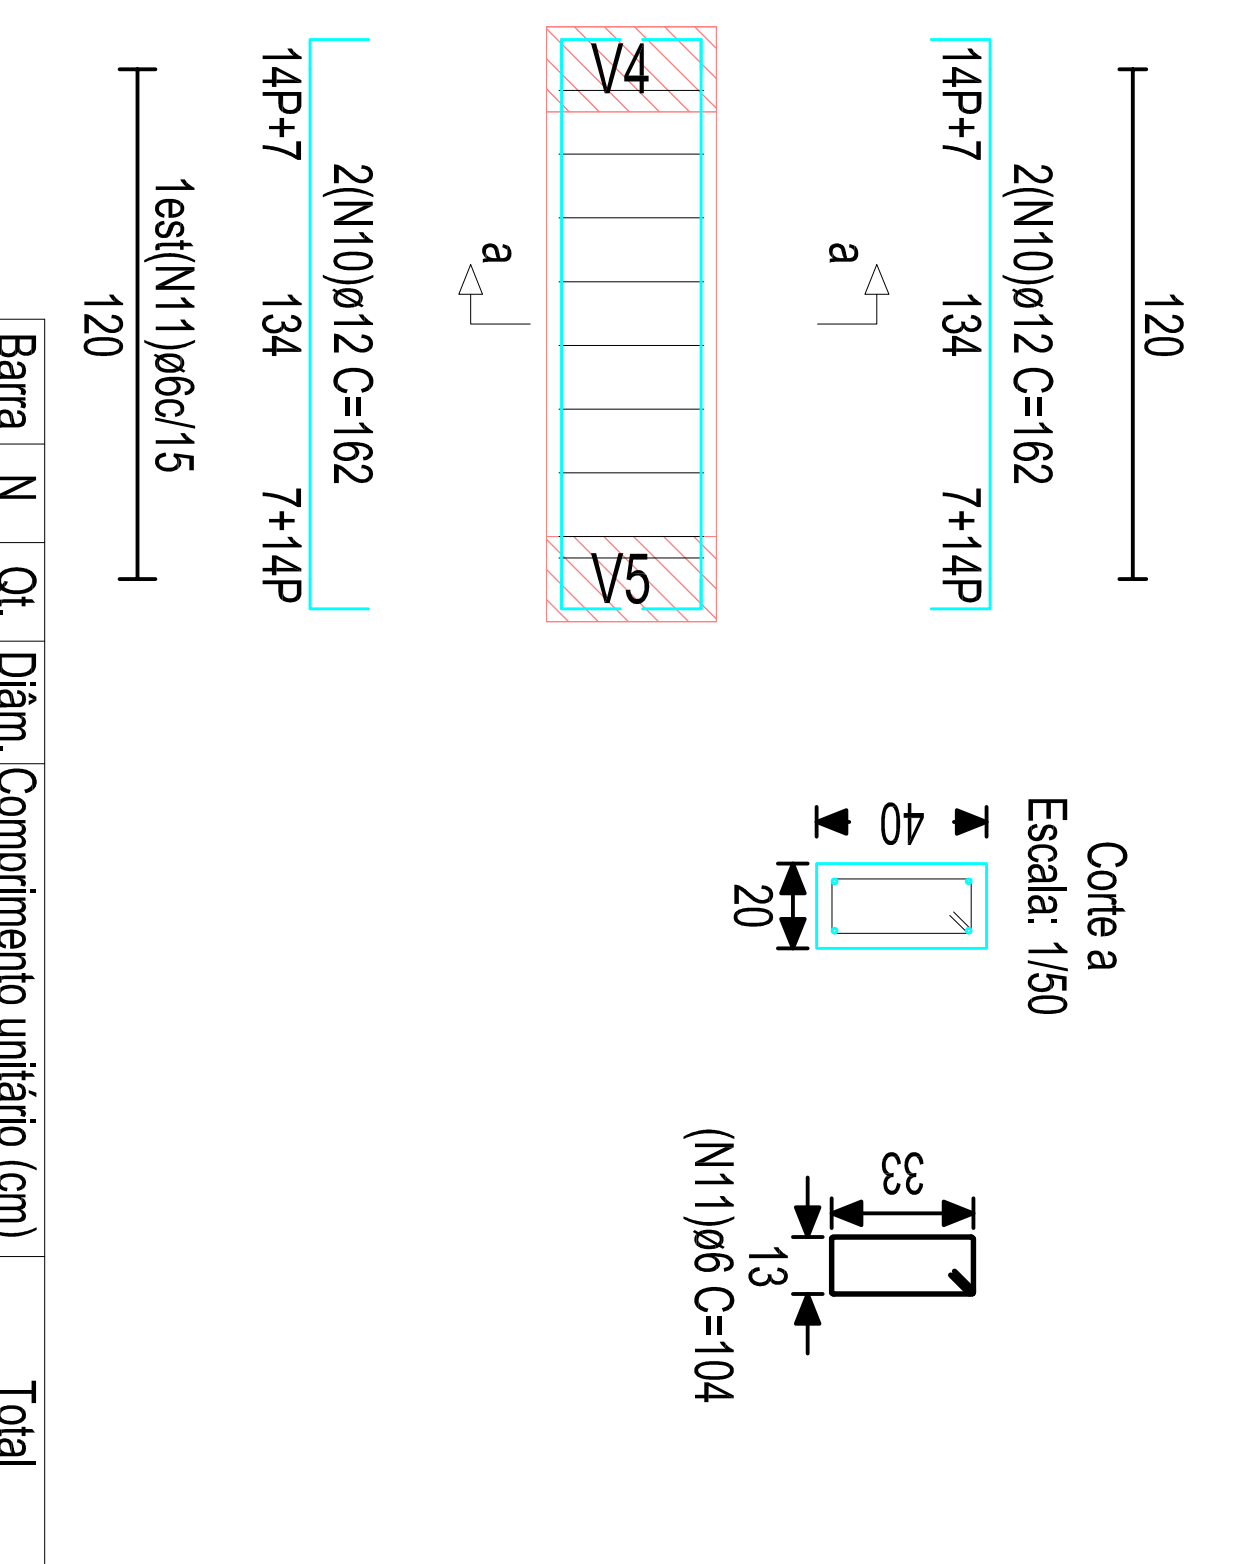 120
2(N10)ø12 C=162
14P+7 134 7+14P
a a
V4 V5
14P+7 134 7+14P
2(N10)ø12 C=162
1est(N11)ø6c/15
120
Corte a
Escala: 1/50
40
20
33
13
(N11)ø6 C=104
Barra N Qt. Diâm. Comprimento unitário (cm) Total